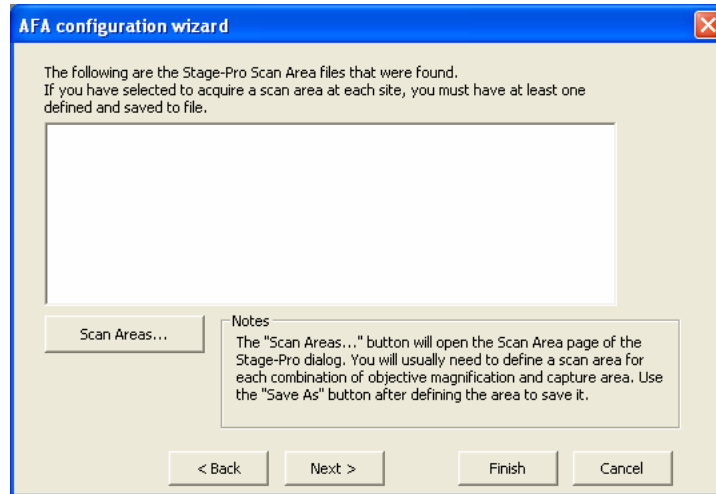 AFA configuration wizard
The following are the Stage-Pro Scan Area files that were found.
If you have selected to acquire a scan area at each site, you must have at least one
defined and saved to file.
Scan Areas...
Notes
The "Scan Areas..." button will open the Scan Area page of the
Stage-Pro dialog. You will usually need to define a scan area for
each combination of objective magnification and capture area. Use
the "Save As" button after defining the area to save it.
< Back
Next >
Finish
Cancel